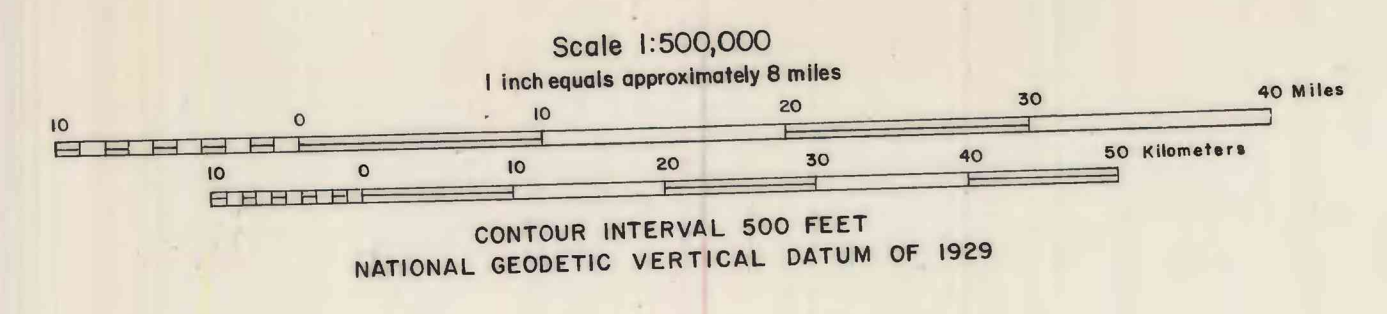 Scale 1:500,000
1 inch equals approximately 8 miles
10 0 10 20 30 40 Miles
10 0 10 20 30 40 50 Kilometers
CONTOUR INTERVAL 500 FEET
NATIONAL GEODETIC VERTICAL DATUM OF 1929